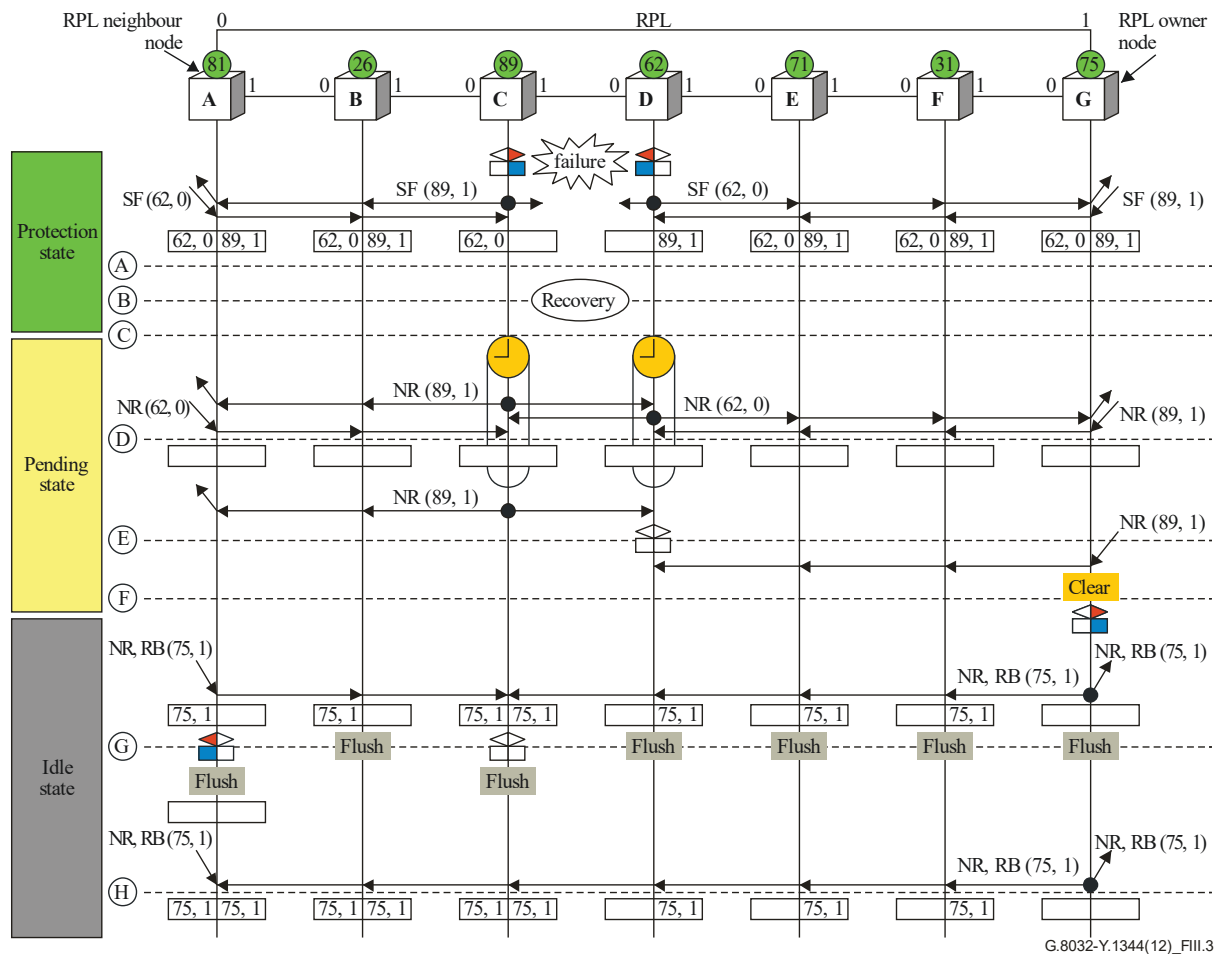 RPL neighbour
node
0
RPL
1
RPL owner
node
81
26
89
62
71
31
75
A
1
0
B
1
0
C
1
0
D
1
0
E
1
0
F
1
0
G
failure
SF (62, 0)
SF (89, 1)
SF (62, 0)
SF (89, 1)
Protection
state
62, 0 89, 1
62, 0 89, 1
62, 0
89, 1
62, 0 89, 1
62, 0 89, 1
62, 0 89, 1
A
B
Recovery
C
Pending
state
NR (89, 1)
NR (62, 0)
NR (62, 0)
NR (89, 1)
D
NR (89, 1)
NR (89, 1)
E
F
Clear
Idle
state
NR, RB (75, 1)
NR, RB (75, 1)
NR, RB (75, 1)
75, 1
75, 1
75, 1 75, 1
75, 1
75, 1
75, 1
G
Flush
Flush
Flush
Flush
Flush
Flush
Flush
NR, RB (75, 1)
NR, RB (75, 1)
NR, RB (75, 1)
H
75, 1 75, 1
75, 1 75, 1
75, 1 75, 1
75, 1
75, 1
75, 1
G.8032-Y.1344(12)_FIII.3